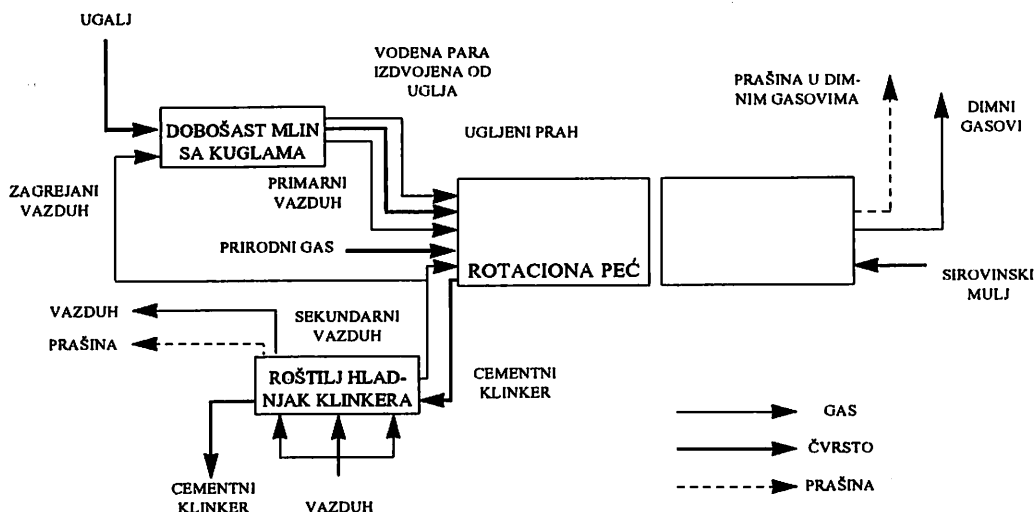 UGALJ
VODENA PARA
IZDVOJENA OD
UGLJA
PRAŠINA U DIM-
NIM GASOVIMA
DIMNI
GASOVI
DOBOŠAST MLIN
SA KUGLAMA
UGLJENI PRAH
ZAGREJANI
VAZDUH
PRIMARNI
VAZDUH
PRIRODNI GAS
ROTACIONA PEĆ
SIROVINSKI
MULJ
VAZDUH
PRAŠINA
SEKUNDARNI
VAZDUH
ROŠTILJ HLAD-
NJAK KLINKERA
CEMENTNI
KLINKER
GAS
ČVRSTO
PRAŠINA
CEMENTNI
KLINKER
VAZDUH